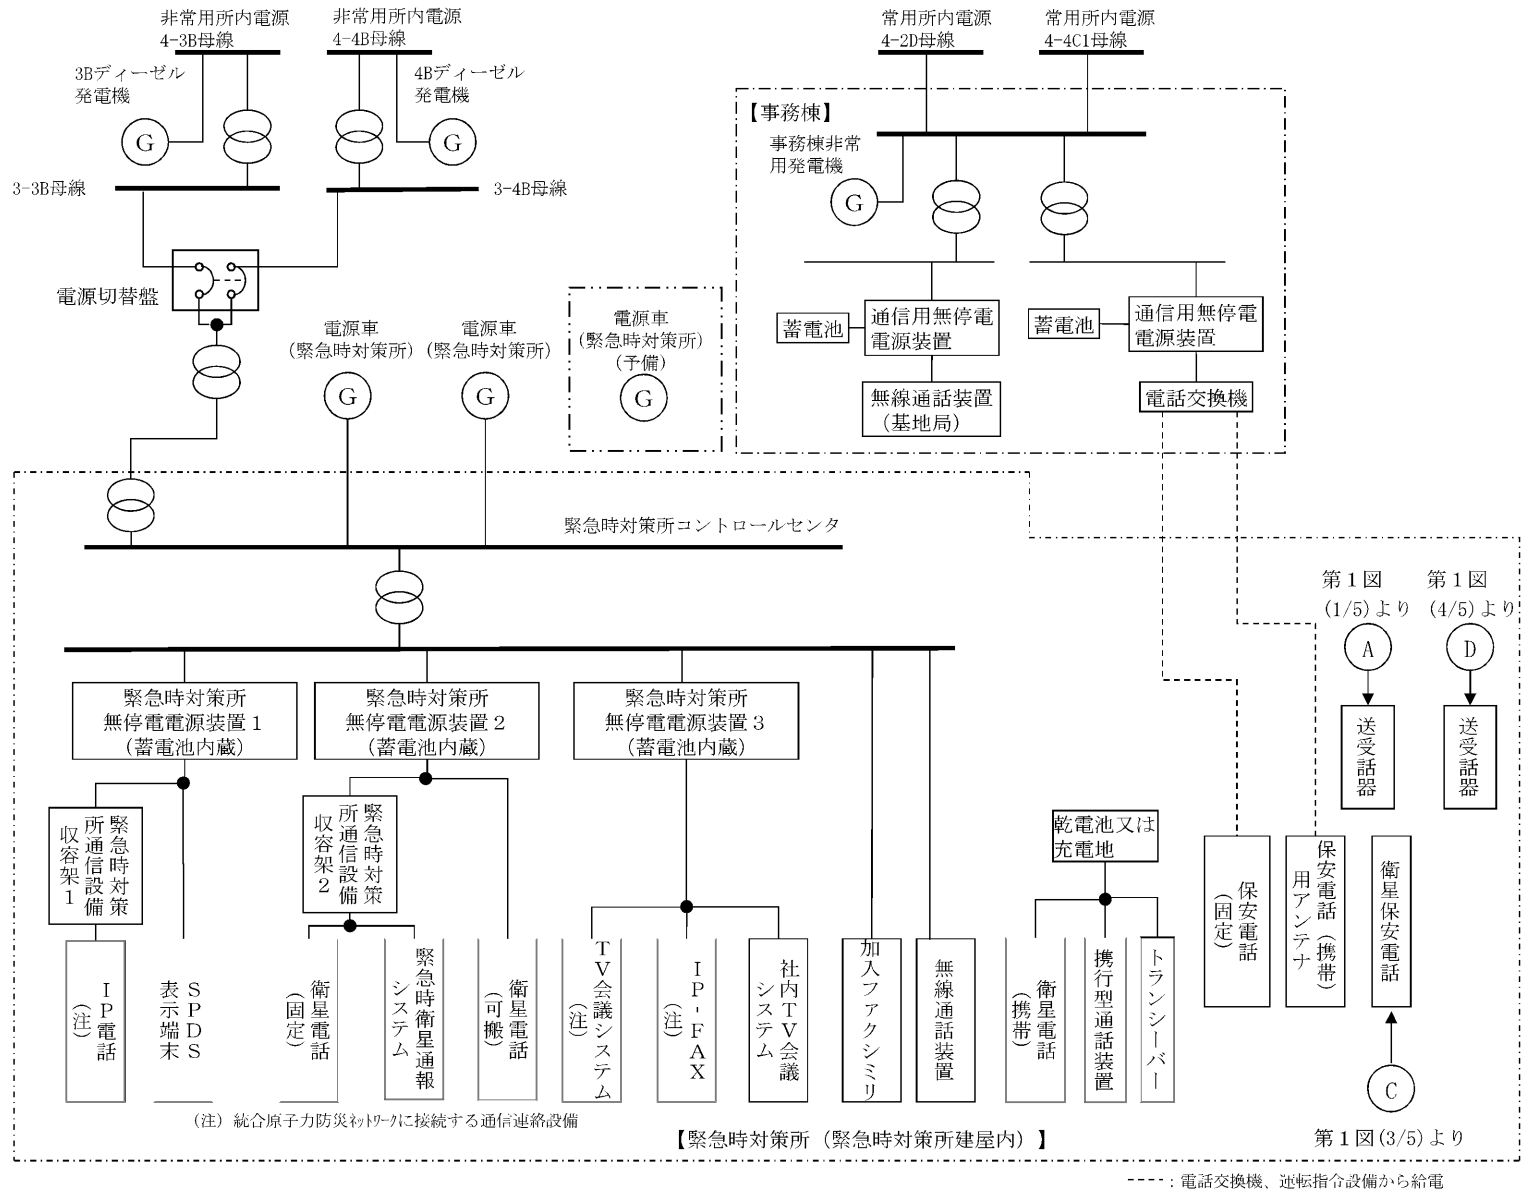 非常用所内電源
4-3B母線
非常用所内電源
4-4B母線
常用所内電源
4-2D母線
常用所内電源
4-4C1母線
3Bディーゼル
発電機
4Bディーゼル
発電機
G
G
3-3B母線
3-4B母線
電源切替盤
【事務棟】
事務棟非常
用発電機
G
蓄電池
通信用無停電
電源装置
無線通話装置
(基地局)
蓄電池
通信用無停電
電源装置
電話交換機
電源車
(緊急時対策所)
G
電源車
(緊急時対策所)
G
電源車
(緊急時対策所)
(予備)
G
緊急時対策所コントロールセンタ
緊急時対策所
無停電電源装置1
(蓄電池内蔵)
緊急時対策所
無停電電源装置2
(蓄電池内蔵)
緊急時対策所
無停電電源装置3
(蓄電池内蔵)
緊急時対策
所通信設備
収容架1
緊急時対策
所通信設備
収容架2
乾電池又は
充電地
IP電話
(注)
SPDS
表示端末
衛星電話
(固定)
緊急時衛星通報
システム
衛星電話
(可搬)
TV会議システム
(注)
IP-FAX
(注)
社内TV会議
システム
加入ファクシミリ
無線通話装置
衛星電話
(携帯)
携行型通話装置
トランシーバー
保安電話
(固定)
保安電話(携帯)
用アンテナ
衛星保安電話
第1図
(1/5)より
A
送受話器
第1図
(4/5)より
D
送受話器
C
第1図(3/5)より
(注) 統合原子力防災ネットワークに接続する通信連絡設備
【緊急時対策所(緊急時対策所建屋内)】
-----:電話交換機、運転指令設備から給電